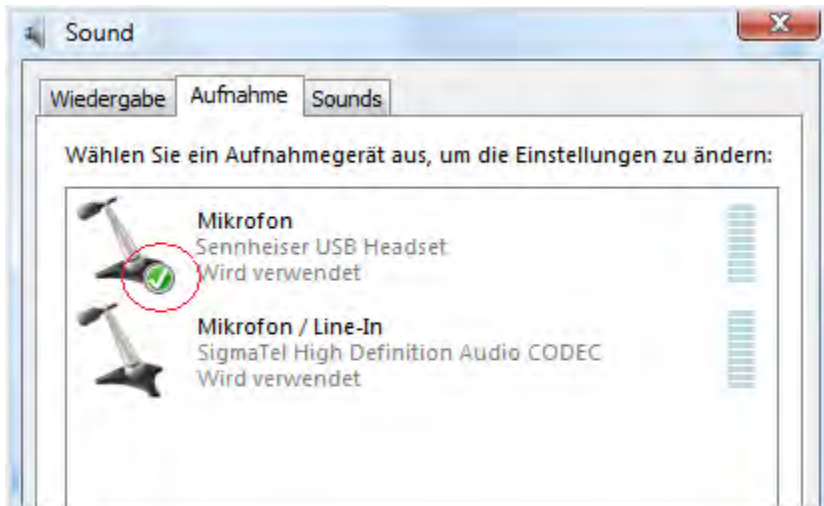 Sound
Wiedergabe Aufnahme Sounds
Wählen Sie ein Aufnahmegerät aus, um die Einstellungen zu ändern:
Mikrofon
Sennheiser USB Headset
Wird verwendet
Mikrofon / Line-In
SigmaTel High Definition Audio CODEC
Wird verwendet